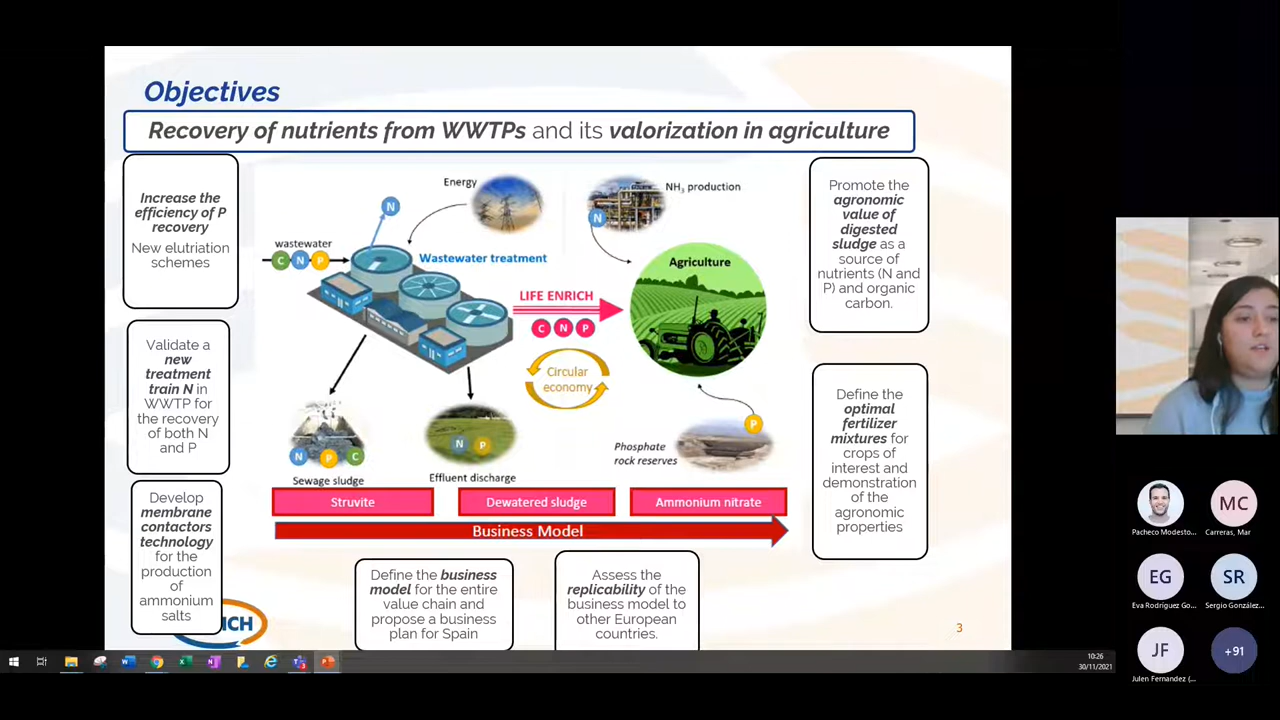 Objectives
Recovery of nutrients from WWTPs and its valorization in agriculture
Increase the
efficiency of P
recovery
New elutriation
schemes
Validate a
new
treatment
train N in
WWTP for
the recovery
of both N
and P
Develop
membrane
contactors
technology
for the
production
of
ammonium
salts
Energy
NH3 production
N
N
wastewater
C N P
Wastewater treatment
Agriculture
LIFE ENRICH
C N P
Circular
economy
N P C
Sewage sludge
N P
Effluent discharge
P
Phosphate
rock reserves
Struvite
Dewatered sludge
Ammonium nitrate
Business Model
Define the business
model for the entire
value chain and
propose a business
plan for Spain
Assess the
replicability of the
business model to
other European
countries.
Promote the
agronomic
value of
digested
sludge as a
source of
nutrients (N and
P) and organic
carbon.
Define the
optimal
fertilizer
mixtures for
crops of
interest and
demonstration
of the
agronomic
properties
ICH
3
10:26
30/11/2021
Pacheco Modesto...
MC
Carreras, Mar
EG
Eva Rodríguez Go...
SR
Sergio González...
JF
Julen Fernandez (...
+91